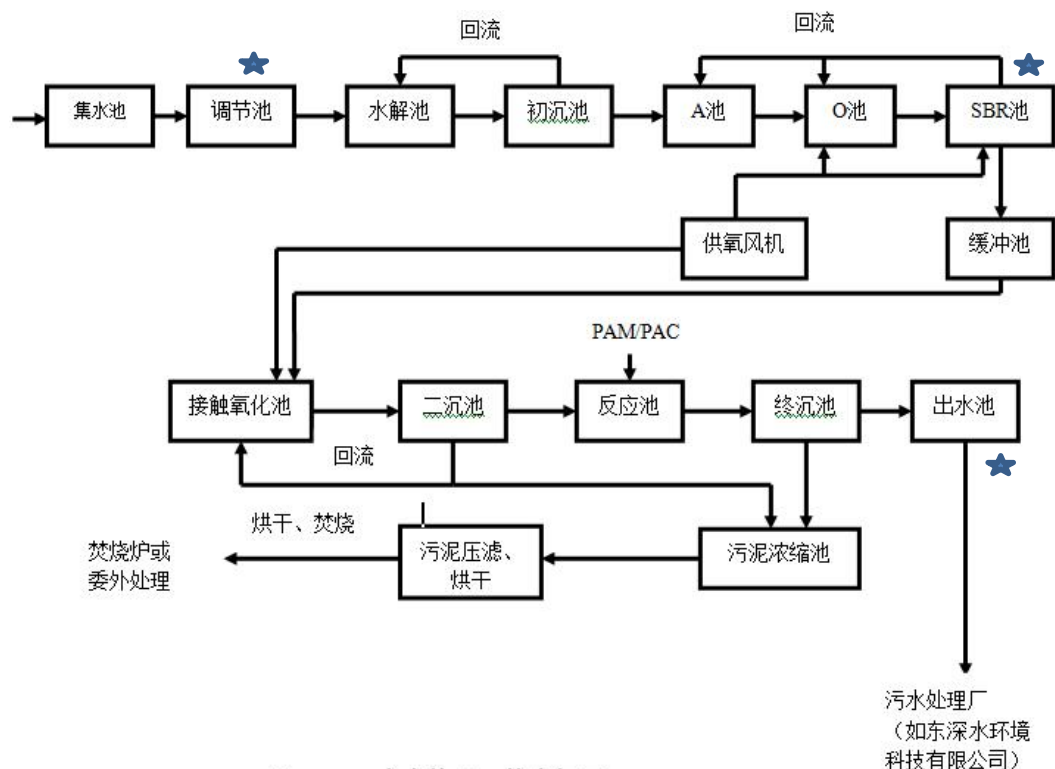 回流
回流
集水池
调节池
水解池
初沉池
A池
O池
SBR池
供氧风机
缓冲池
PAM/PAC
接触氧化池
二沉池
反应池
终沉池
出水池
回流
烘干、焚烧
焚烧炉或
委外处理
污泥压滤、
烘干
污泥浓缩池
污水处理厂
（如东深水环境
科技有限公司）